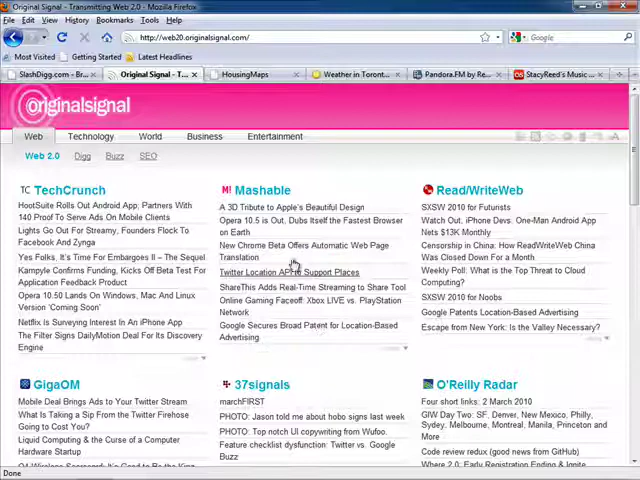 Original Signal - Transmitting Web 2.0 - Mozilla Firefox
File Edit View History Bookmarks Tools Help
http://web20.originalsignal.com/
Google
Most Visited Getting Started Latest Headlines
SlashDigg.com - Br... Original Signal - T... HousingMaps Weather in Toront... Pandora.FM by Re... StacyReed's Music ...
originalsignal
Web Technology World Business Entertainment
Web 2.0 Digg Buzz SEO
TechCrunch
HootSuite Rolls Out Android App; Partners With
140 Proof To Serve Ads On Mobile Clients
Lights Go Out For Streamy, Founders Flock To
Facebook And Zynga
Yes Folks, It's Time For Embargoes II – The Sequel
Kampyle Confirms Funding, Kicks Off Beta Test For
Application Feedback Product
Opera 10.50 Lands On Windows, Mac And Linux
Version 'Coming Soon'
Netflix is Surveying Interest In An iPhone App
The Filter Signs DailyMotion Deal For Its Discovery
Engine
Mashable
A 3D Tribute to Apple's Beautiful Design
Opera 10.5 is Out, Dubs Itself the Fastest Browser
on Earth
New Chrome Beta Offers Automatic Web Page
Translation
Twitter Location API to Support Places
ShareThis Adds Real-Time Streaming to Share Tool
Online Gaming Faceoff: Xbox LIVE vs. PlayStation
Network
Google Secures Broad Patent for Location-Based
Advertising
Read/WriteWeb
SXSW 2010 for Futurists
Watch Out, iPhone Devs. One-Man Android App
Nets $13K Monthly
Censorship in China: How ReadWriteWeb China
Was Closed Down For a Month
Weekly Poll: What is the Top Threat to Cloud
Computing?
SXSW 2010 for Noobs
Google Patents Location-Based Advertising
Escape from New York: Is the Valley Necessary?
GigaOM
Mobile Deal Brings Ads to Your Twitter Stream
What Is Taking a Sip From the Twitter Firehose
Going to Cost You?
Liquid Computing & the Curse of a Computer
Hardware Startup
37signals
marchFIRST
PHOTO: Jason told me about hobo signs last week
PHOTO: Top notch UI copywriting from Wufoo.
Feature checklist dysfunction: Twitter vs. Google
Buzz
O'Reilly Radar
Four short links: 2 March 2010
GIW Day Two: SF, Denver, New Mexico, Philly,
Sydney, Melbourne, Montreal, Princeton and
More
Code review redux (good news from GitHub)
Where 2.0: Early Registration Ending & Ignite
Done